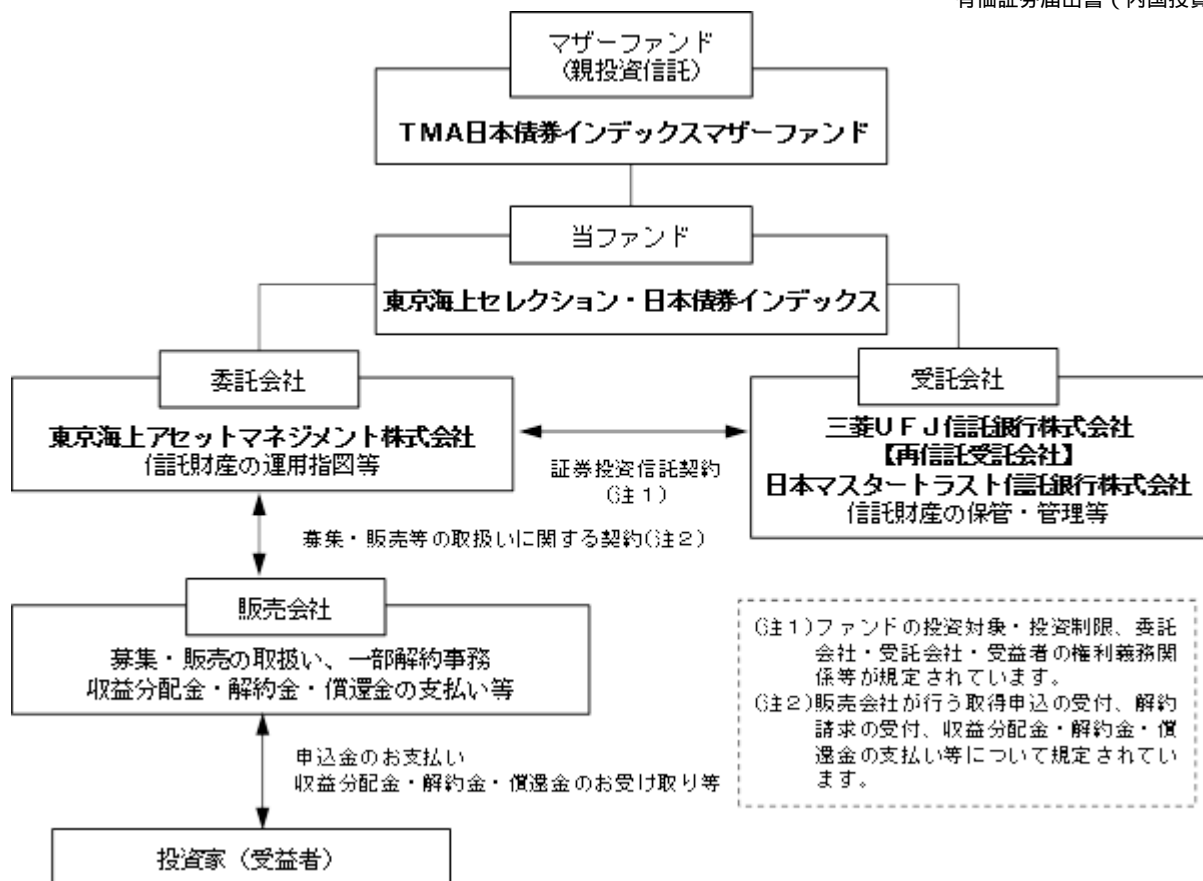 有価証券届出書(内国投資
マザーファンド
(親投資信託)
TMA日本債券インデックスマザーファンド
当ファンド
東京海上セレクション・日本債券インデックス
委託会社
東京海上アセットマネジメント株式会社
信託財産の運用指図等
受託会社
三菱UFJ信託銀行株式会社
【再信託受託会社】
日本マスタートラスト信託銀行株式会社
信託財産の保管・管理等
証券投資信託契約
(注1)
募集・販売等の取扱いに関する契約(注2)
販売会社
募集・販売の取扱い、一部解約事務
収益分配金・解約金・償還金の支払い等
(注1)ファンドの投資対象・投資制限、委託
会社・受託会社・受益者の権利義務関
係等が規定されています。
(注2)販売会社が行う取得申込の受付、解約
請求の受付、収益分配金・解約金・償
還金の支払い等について規定されてい
ます。
申込金のお支払い
収益分配金・解約金・償還金のお受け取り等
投資家(受益者)